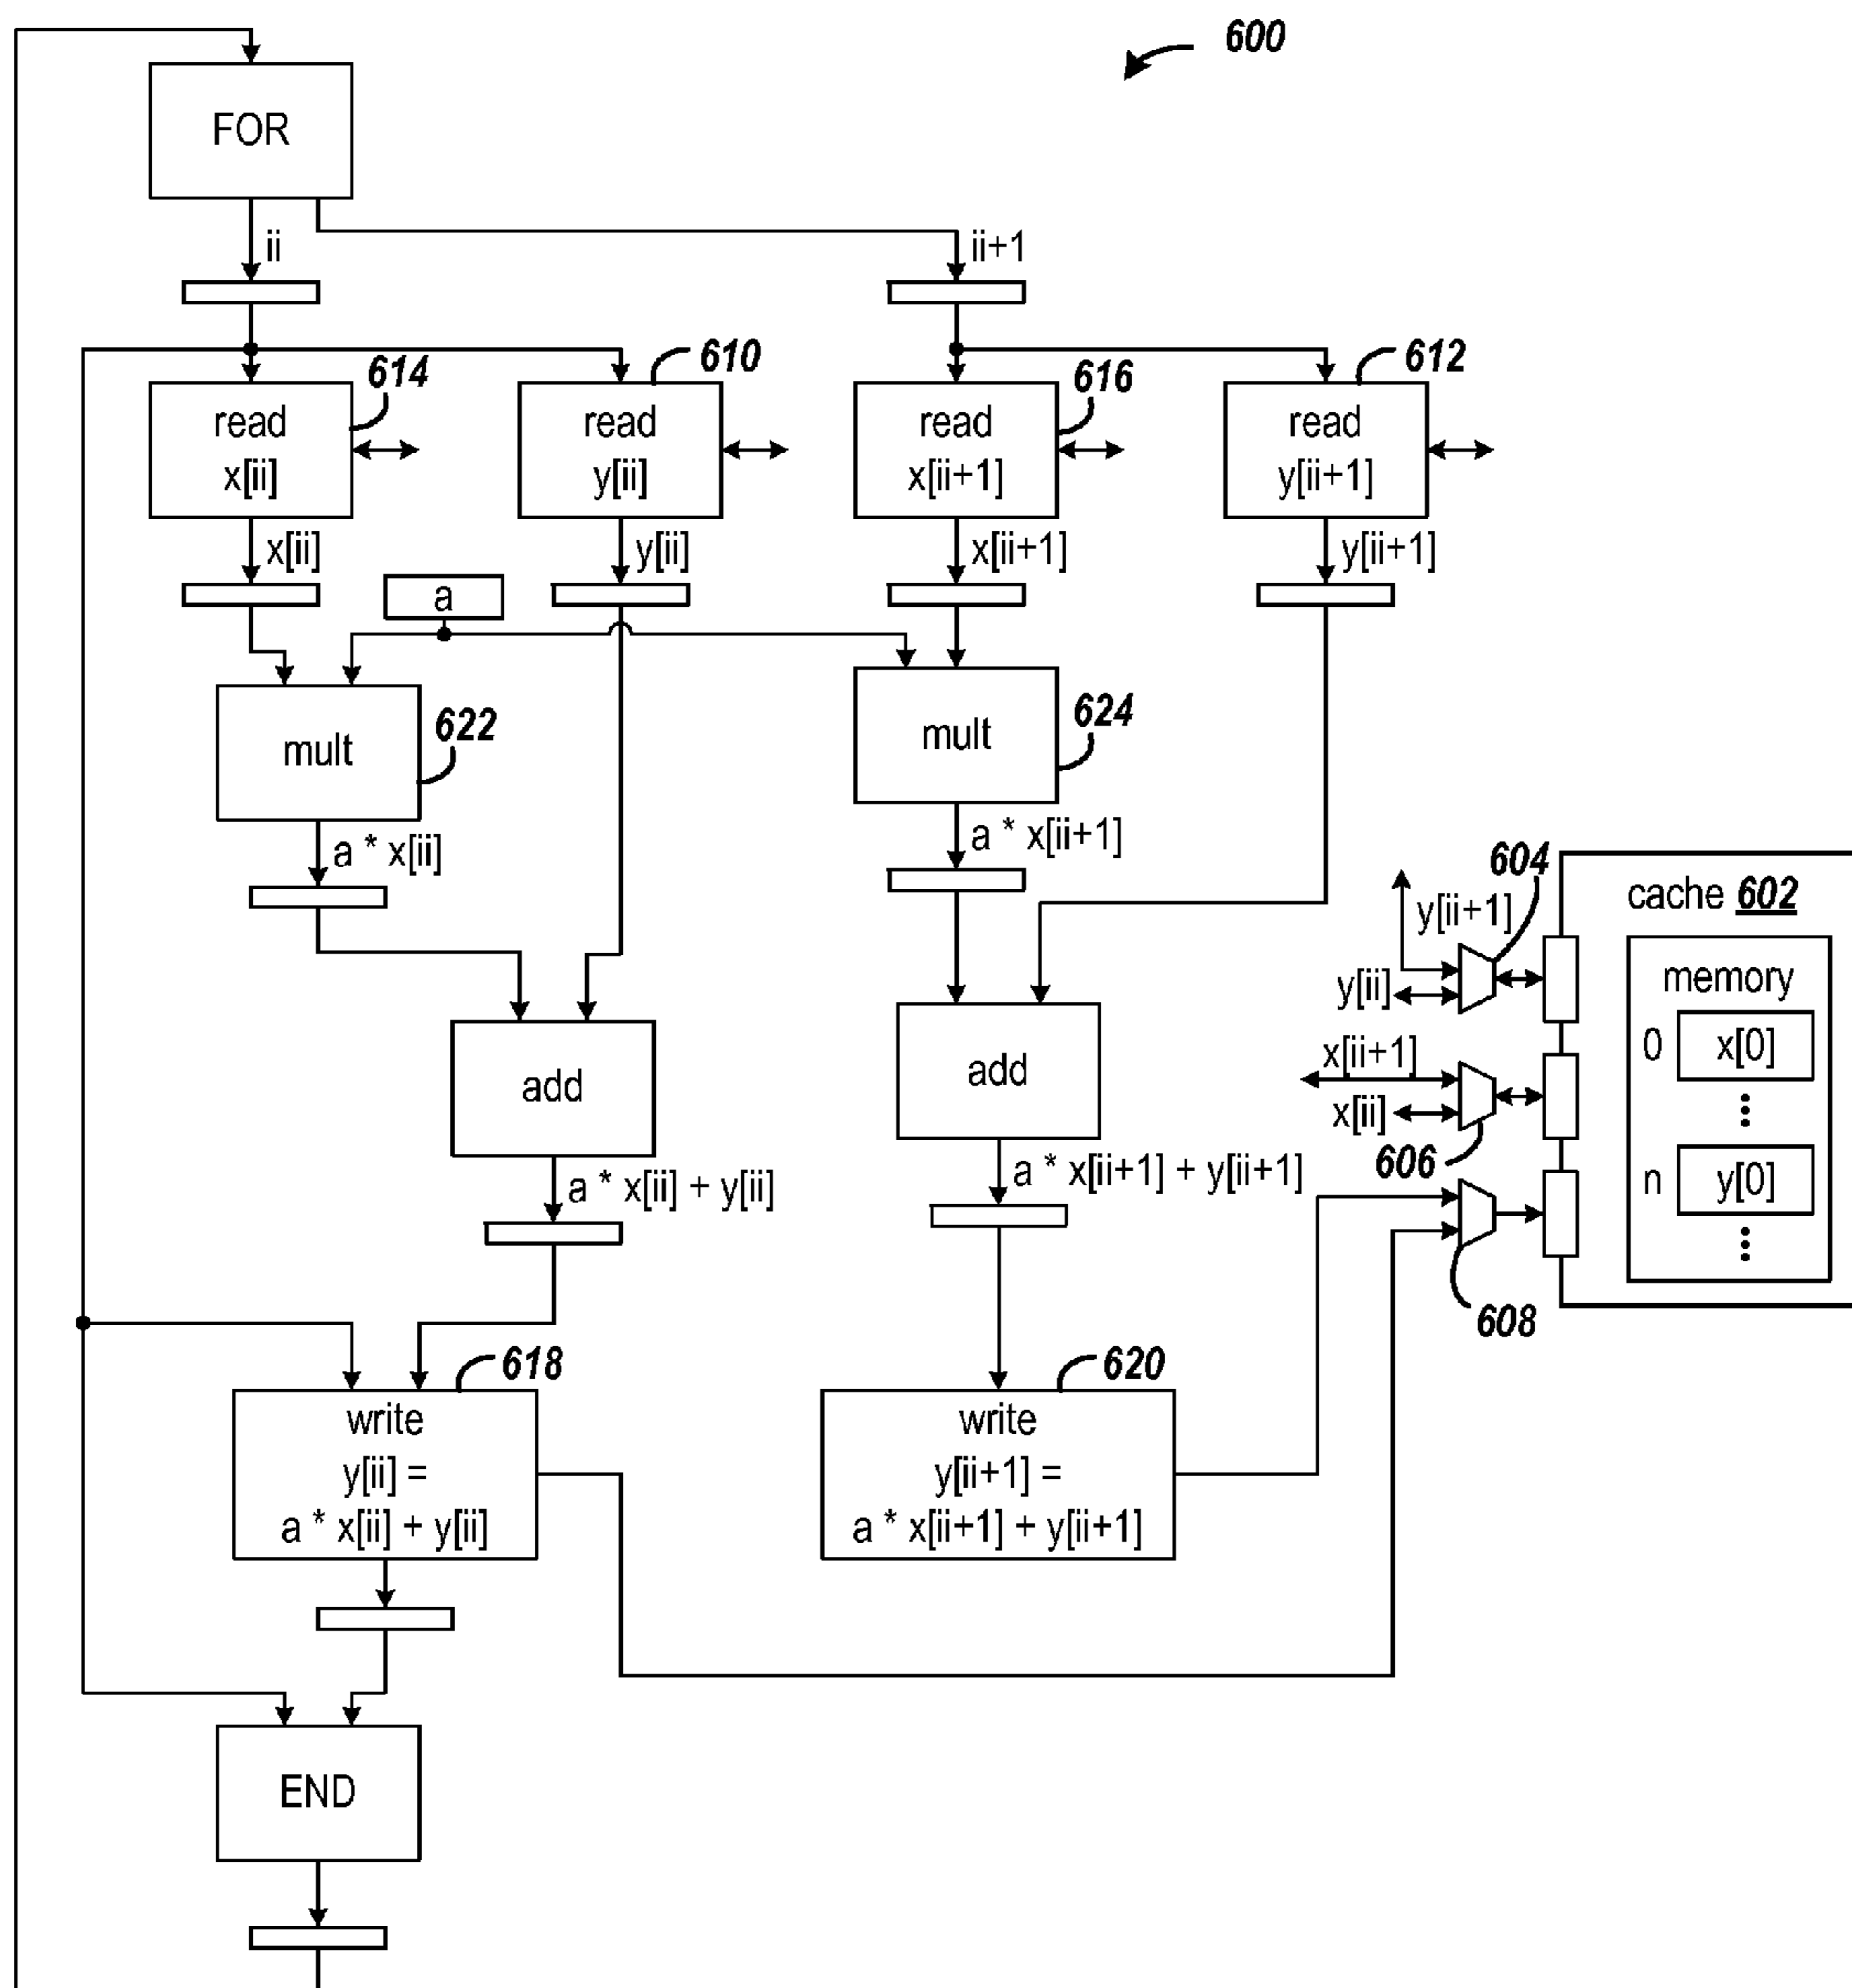 600
FOR
ii
ii+1
614
610
616
612
read
x[ii]
read
y[ii]
read
x[ii+1]
read
y[ii+1]
x[ii]
y[ii]
x[ii+1]
y[ii+1]
a
mult
622
mult
624
a * x[ii]
a * x[ii+1]
604
cache 602
y[ii+1]
y[ii]
memory
0
x[0]
x[ii+1]
x[ii]
606
n
y[0]
608
add
add
a * x[ii] + y[ii]
a * x[ii+1] + y[ii+1]
618
620
write
y[ii] =
a * x[ii] + y[ii]
write
y[ii+1] =
a * x[ii+1] + y[ii+1]
END